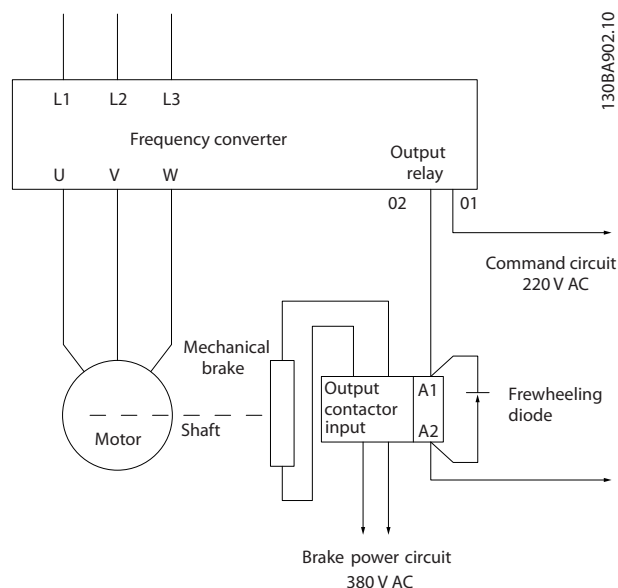 130BA902.10
L1 L2 L3
Frequency converter
Output
relay
U V W
02 01
Command circuit
220 V AC
Mechanical
brake
Output
contactor
input
A1
A2
Frewheeling
diode
Motor
Shaft
Brake power circuit
380 V AC